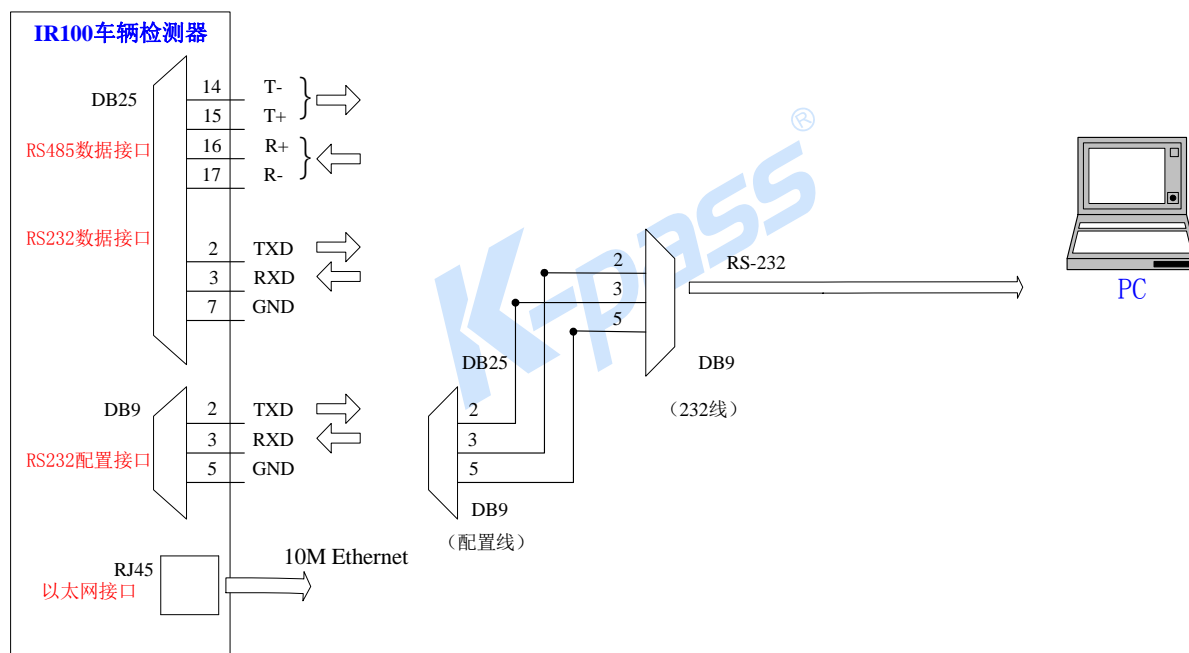 IR100车辆检测器
DB25
14 T-
15 T+
16 R+
17 R-
RS485数据接口
RS232数据接口
2 TXD
3 RXD
7 GND
DB9
2 TXD
3 RXD
5 GND
RS232配置接口
RJ45
以太网接口
10M Ethernet
K-pass®
2
3
5
RS-232
DB9
（232线）
DB25
2
3
5
DB9
（配置线）
PC